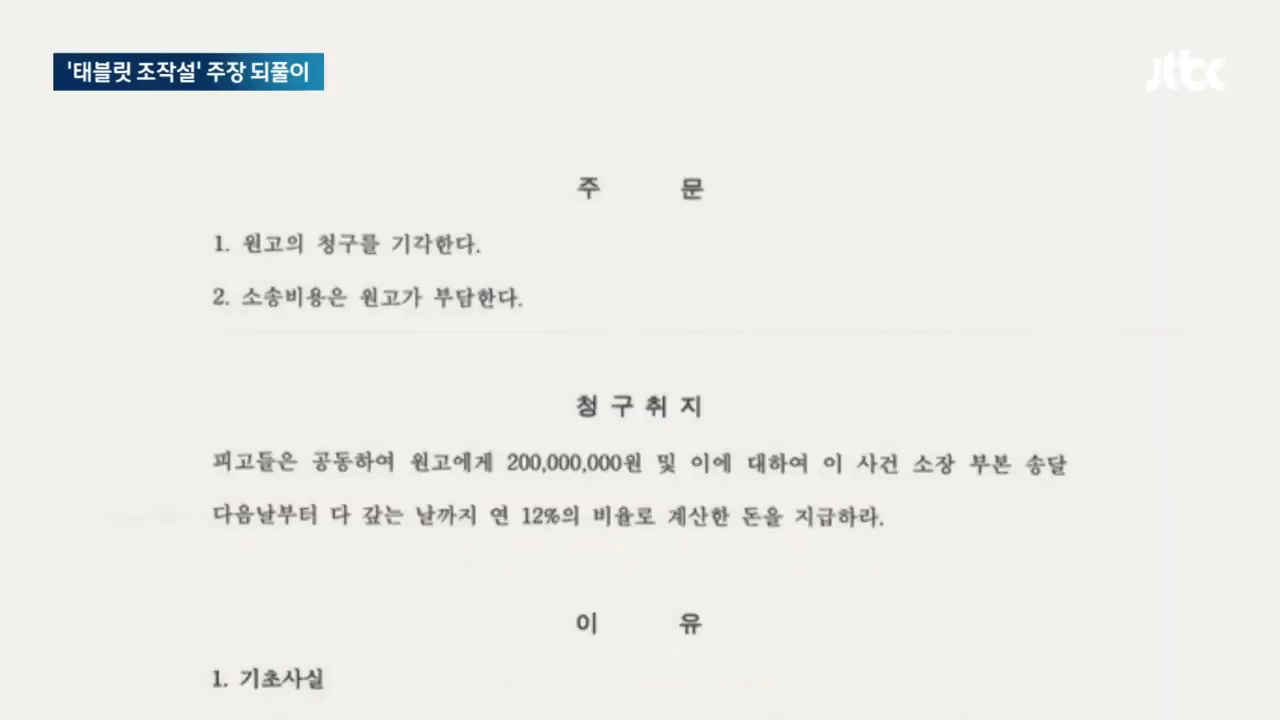 '태블릿 조작설' 주장 되풀이
jtbc
주 문
1. 원고의 청구를 기각한다.
2. 소송비용은 원고가 부담한다.
청 구 취 지
피고들은 공동하여 원고에게 200,000,000원 및 이에 대하여 이 사건 소장 부본 송달
다음날부터 다 갚는 날까지 연 12%의 비율로 계산한 돈을 지급하라.
이 유
1. 기초사실